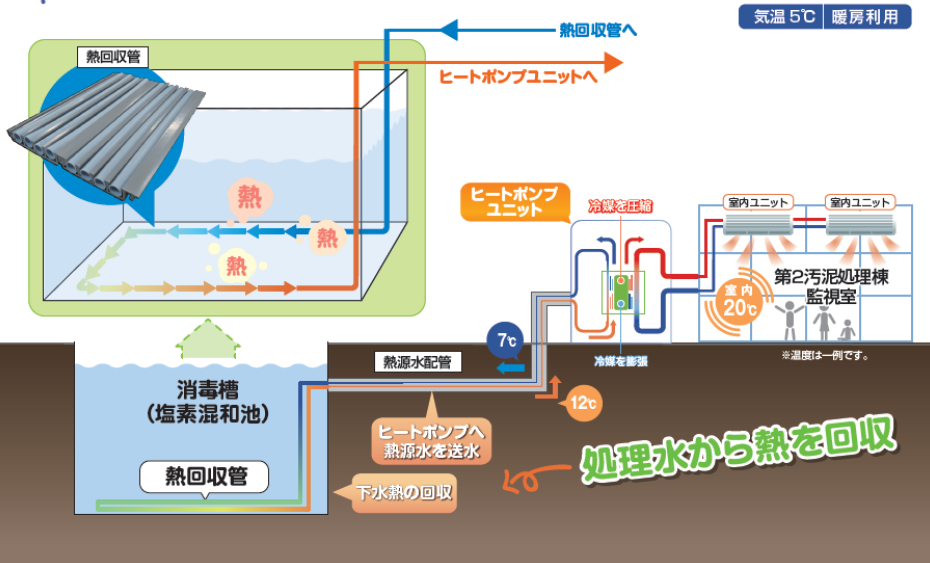 気温5℃ 暖房利用
熱回収管へ
熱回収管
ヒートポンプユニットへ
熱
熱
熱
ヒートポンプ
ユニット
冷媒を圧縮
室内ユニット
室内ユニット
第2汚泥処理棟
監視室
室内
20℃
※温度は一例です。
冷媒を膨張
7℃
熱源水配管
12℃
消毒槽
（塩素混和池）
ヒートポンプへ
熱源水を送水
処理水から熱を回収
熱回収管
下水熱の回収